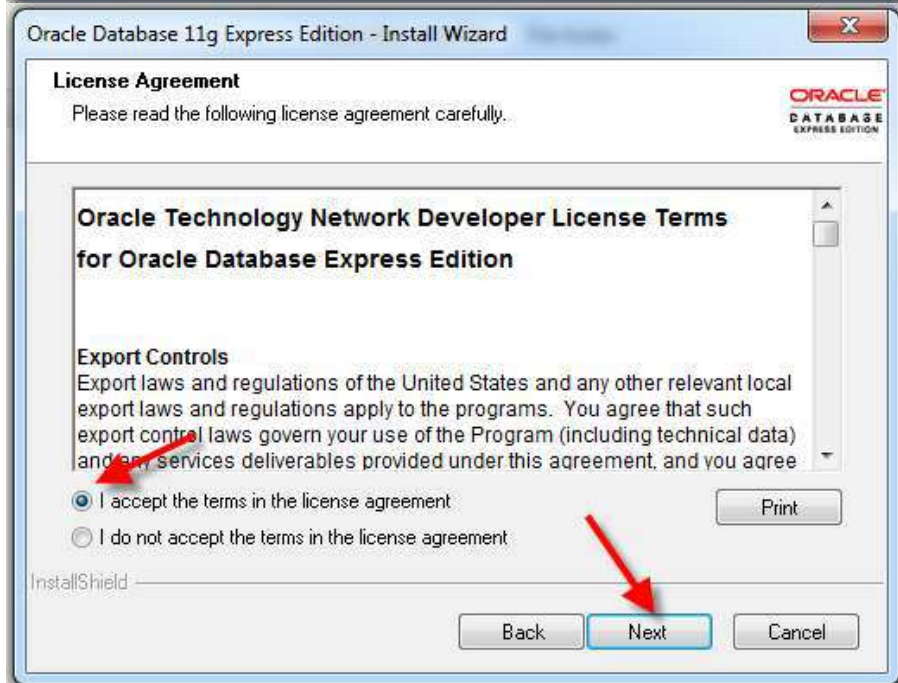 Oracle Database 11g Express Edition - Install Wizard
License Agreement
Please read the following license agreement carefully.
ORACLE
DATABASE
EXPRESS EDITION
Oracle Technology Network Developer License Terms
for Oracle Database Express Edition
Export Controls
Export laws and regulations of the United States and any other relevant local
export laws and regulations apply to the programs.  You agree that such
export control laws govern your use of the Program (including technical data)
and any services deliverables provided under this agreement, and you agree
I accept the terms in the license agreement
Print
I do not accept the terms in the license agreement
InstallShield
Back
Next
Cancel